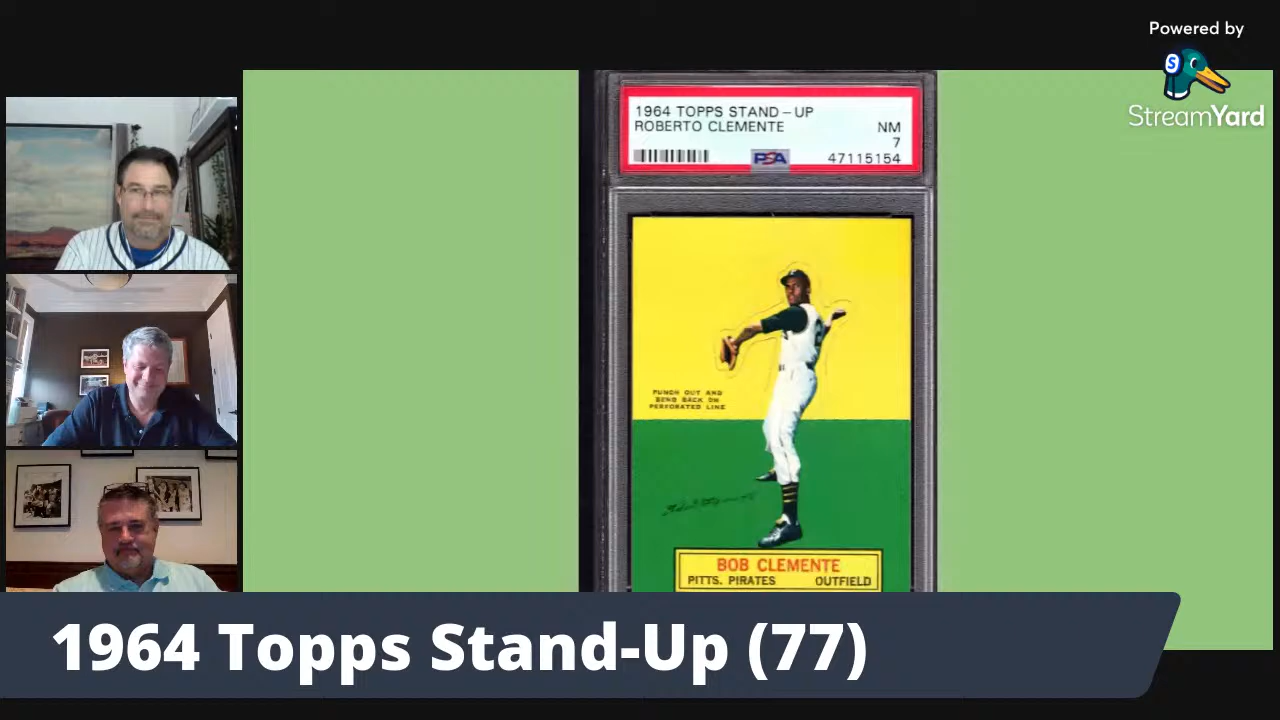 Powered by
StreamYard
1964 TOPPS STAND-UP
ROBERTO CLEMENTE
NM
7
PSA
47115154
PUNCH OUT AND
BEND BACK ON
PERFORATED LINE
BOB CLEMENTE
PITTS. PIRATES OUTFIELD
1964 Topps Stand-Up (77)